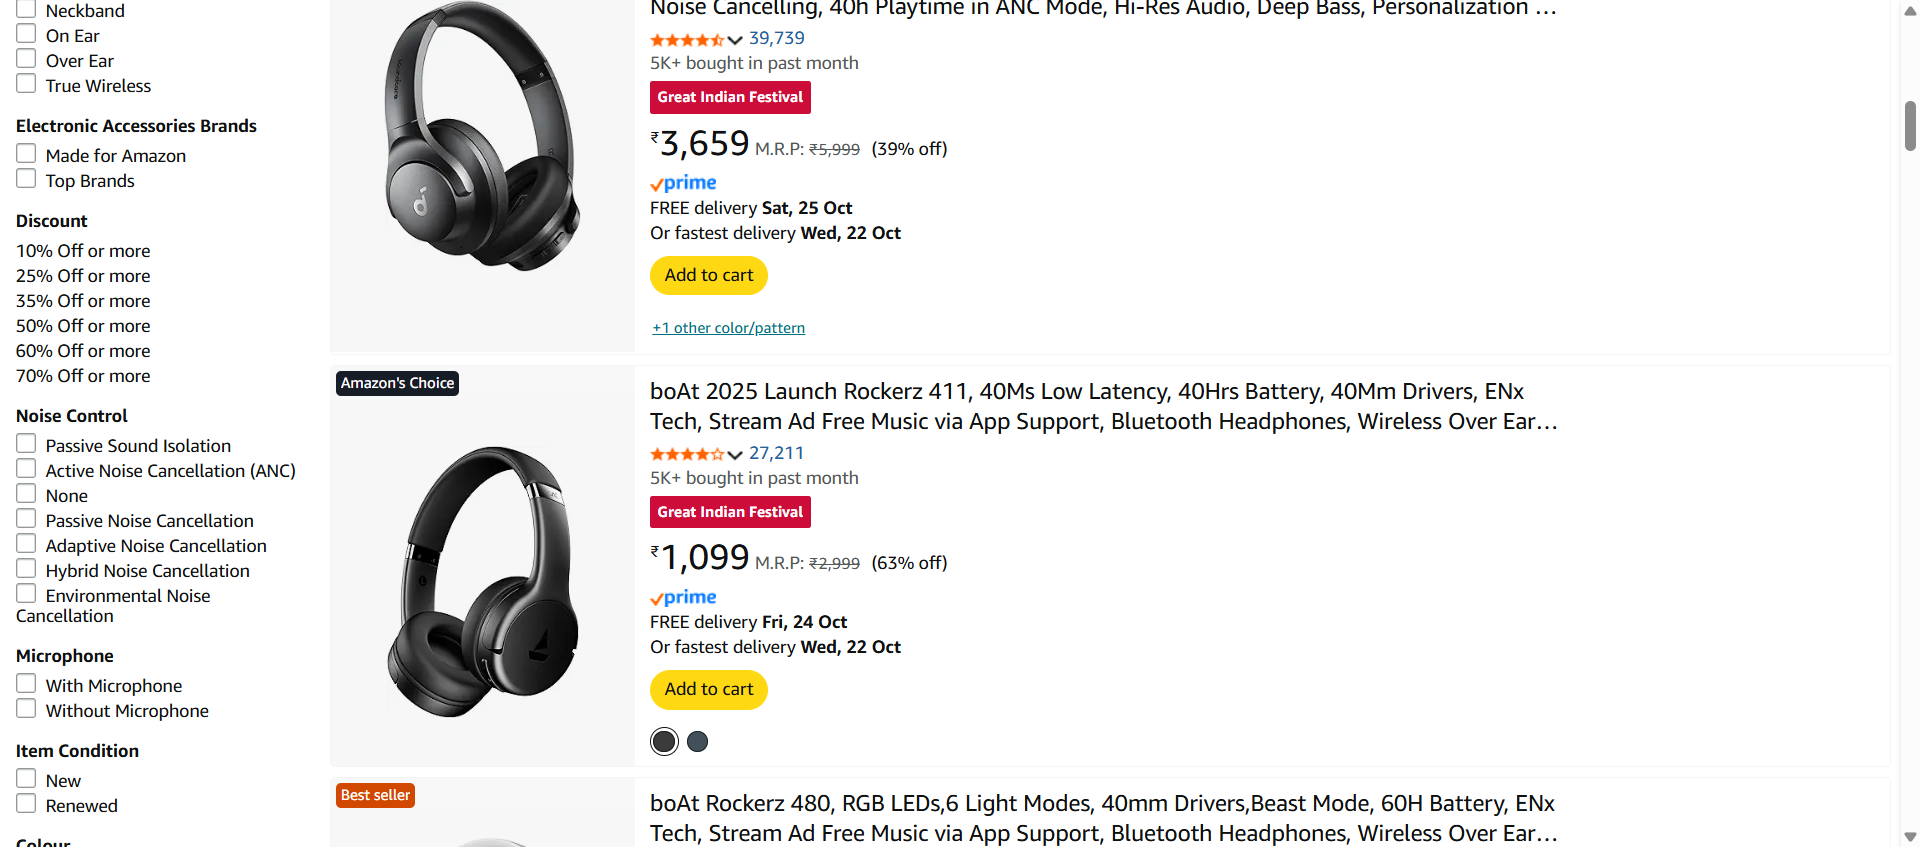 Neckband
On Ear
Over Ear
True Wireless
Electronic Accessories Brands
Made for Amazon
Top Brands
Discount
10% Off or more
25% Off or more
35% Off or more
50% Off or more
60% Off or more
70% Off or more
Noise Control
Passive Sound Isolation
Active Noise Cancellation (ANC)
None
Passive Noise Cancellation
Adaptive Noise Cancellation
Hybrid Noise Cancellation
Environmental Noise
Cancellation
Microphone
With Microphone
Without Microphone
Item Condition
New
Renewed
Colour
Noise Cancelling, 40h Playtime in ANC Mode, Hi-Res Audio, Deep Bass, Personalization …
39,739
5K+ bought in past month
Great Indian Festival
₹3,659 M.R.P: ₹5,999 (39% off)
prime
FREE delivery Sat, 25 Oct
Or fastest delivery Wed, 22 Oct
Add to cart
+1 other color/pattern
Amazon's Choice
boAt 2025 Launch Rockerz 411, 40Ms Low Latency, 40Hrs Battery, 40Mm Drivers, ENx
Tech, Stream Ad Free Music via App Support, Bluetooth Headphones, Wireless Over Ear…
27,211
5K+ bought in past month
Great Indian Festival
₹1,099 M.R.P: ₹2,999 (63% off)
prime
FREE delivery Fri, 24 Oct
Or fastest delivery Wed, 22 Oct
Add to cart
Best seller
boAt Rockerz 480, RGB LEDs,6 Light Modes, 40mm Drivers,Beast Mode, 60H Battery, ENx
Tech, Stream Ad Free Music via App Support, Bluetooth Headphones, Wireless Over Ear…